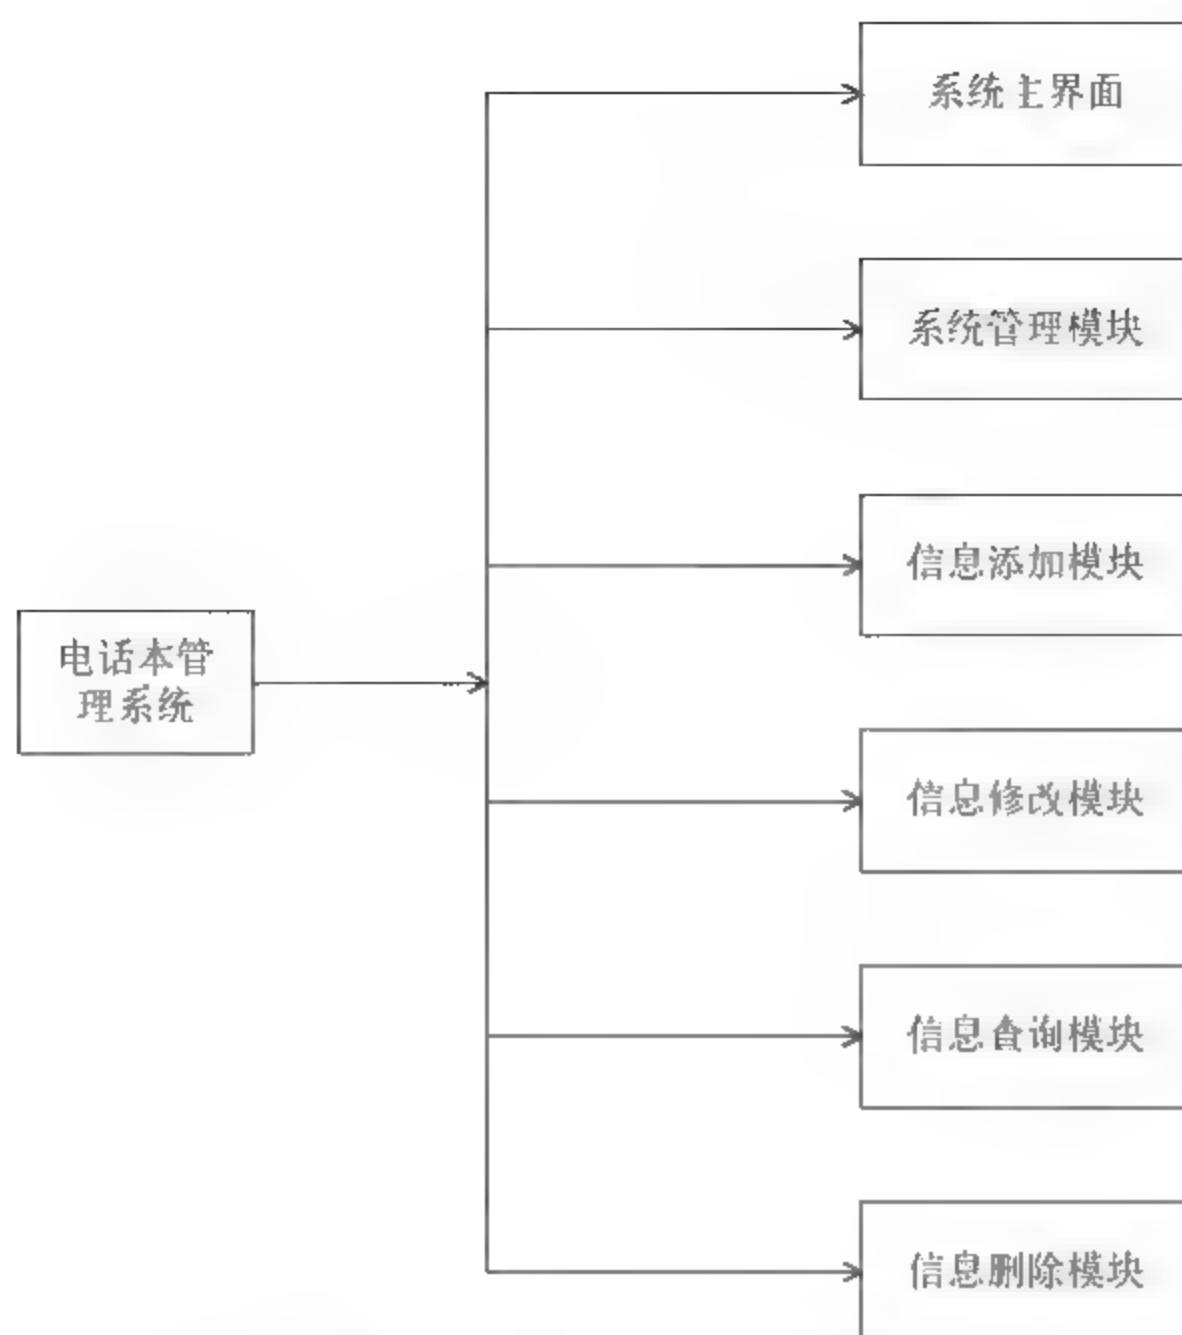 系统主界面
系统管理模块
信息添加模块
电话本管
理系统
信息修改模块
信息查询模块
信息删除模块